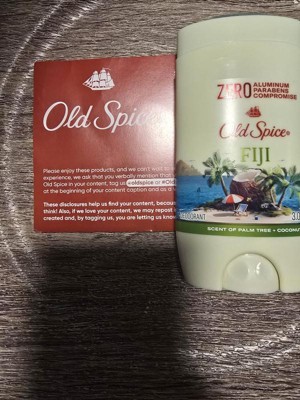 Old Spice
Please enjoy these products, and we can't wait to
experience, we ask that you verbally mention that
Old Spice in your content, tag us @oldspice or #Old
at the beginning of your content caption and as th
These disclosures help us find your content, becaus
think! Also, if we love your content, we may repost
created and, by tagging us, you are letting us know
ZERO ALUMINUM
PARABENS
COMPROMISE
Old Spice
FIJI
DEODORANT
SCENT OF PALM TREE + COCONUT